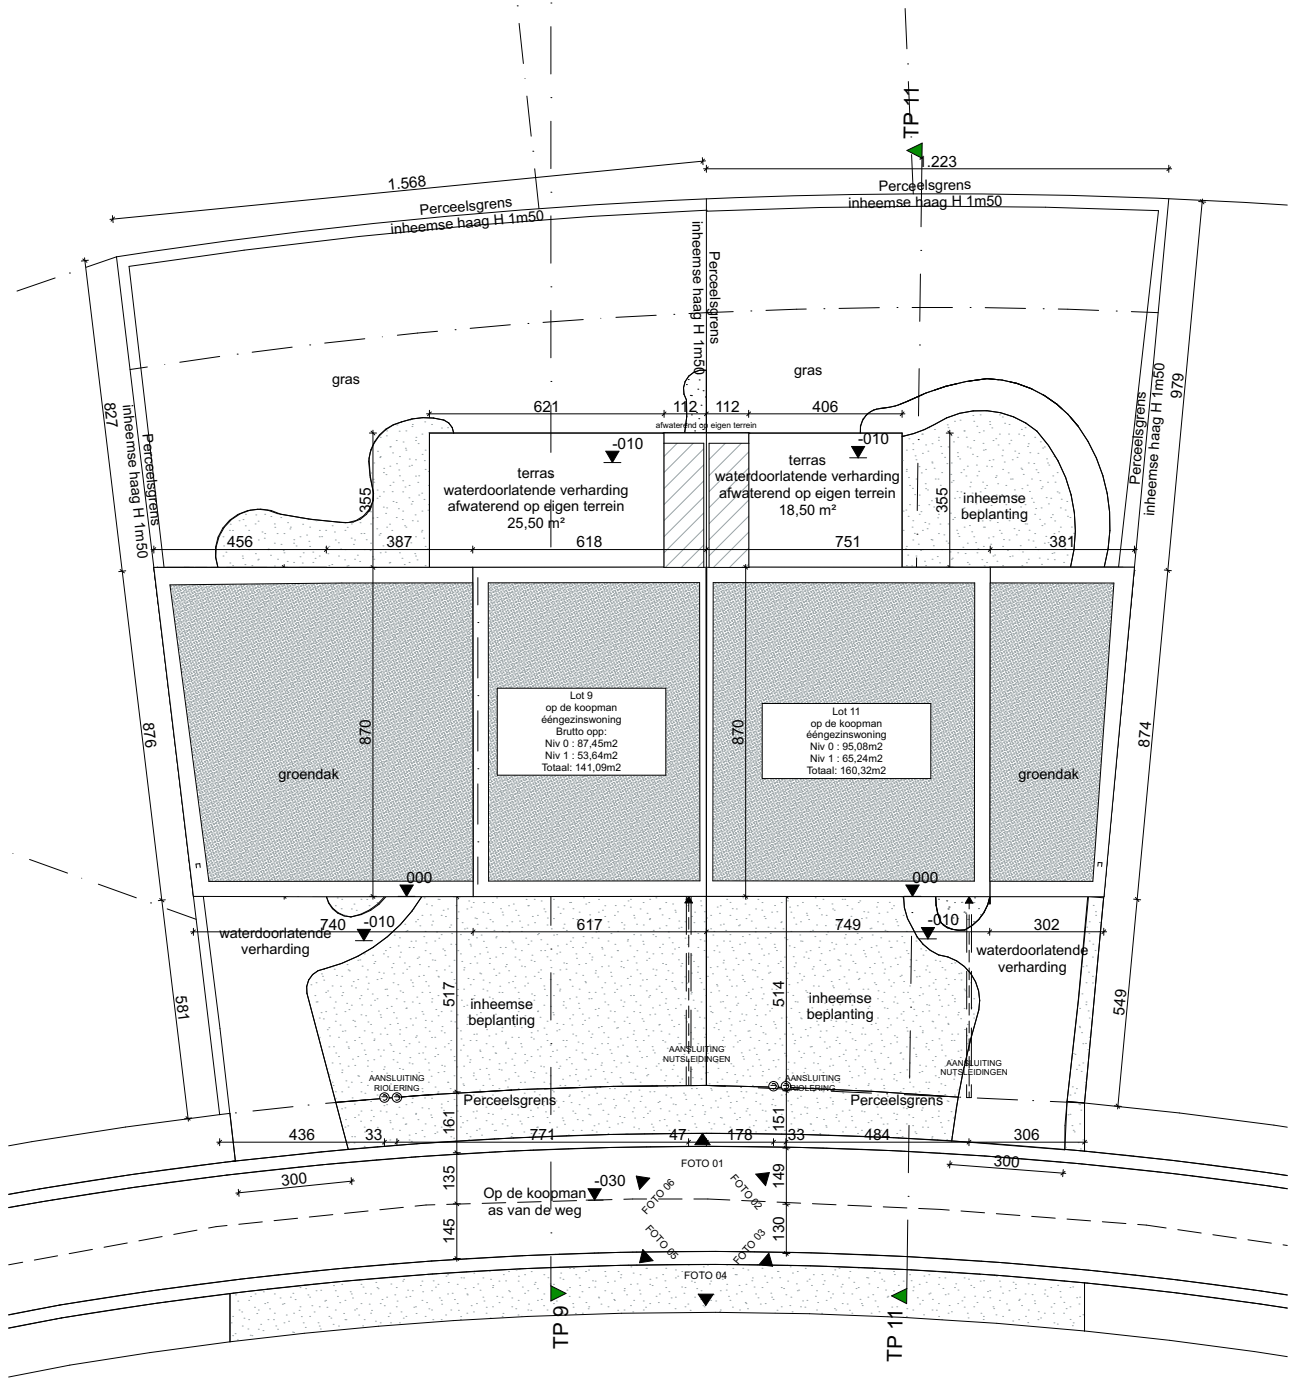 TP 11
1.568
1.223
Perceelsgrens
inheemse haag H 1m50
Perceelsgrens
inheemse haag H 1m50
Perceelsgrens
inheemse haag H 1m50
827
979
Perceelsgrens
inheemse haag H 1m50
Perceelsgrens
inheemse haag H 1m50
gras
gras
621
112
112
406
afwaterend op eigen terrein
-010
-010
terras
waterdoorlatende verharding
afwaterend op eigen terrein
25,50 m²
terras
waterdoorlatende verharding
afwaterend op eigen terrein
18,50 m²
355
355
inheemse
beplanting
456
387
618
751
381
876
870
870
874
Lot 9
op de koopman
ééngezinswoning
Brutto opp:
Niv 0 : 87,45m2
Niv 1 : 53,64m2
Totaal: 141,09m2
Lot 11
op de koopman
ééngezinswoning
Niv 0 : 95,08m2
Niv 1 : 65,24m2
Totaal: 160,32m2
groendak
groendak
000
000
740
-010
617
749
-010
302
waterdoorlatende
verharding
waterdoorlatende
verharding
581
517
514
549
inheemse
beplanting
inheemse
beplanting
AANSLUITING
NUTSLEIDINGEN
AANSLUITING
NUTSLEIDINGEN
AANSLUITING
RIOLERING
AANSLUITING
RIOLERING
Perceelsgrens
Perceelsgrens
161
151
436
33
771
47
178
33
484
306
300
300
135
149
FOTO 01
FOTO 06
FOTO 02
Op de koopman
as van de weg
-030
145
130
FOTO 05
FOTO 03
FOTO 04
TP 9
TP 11